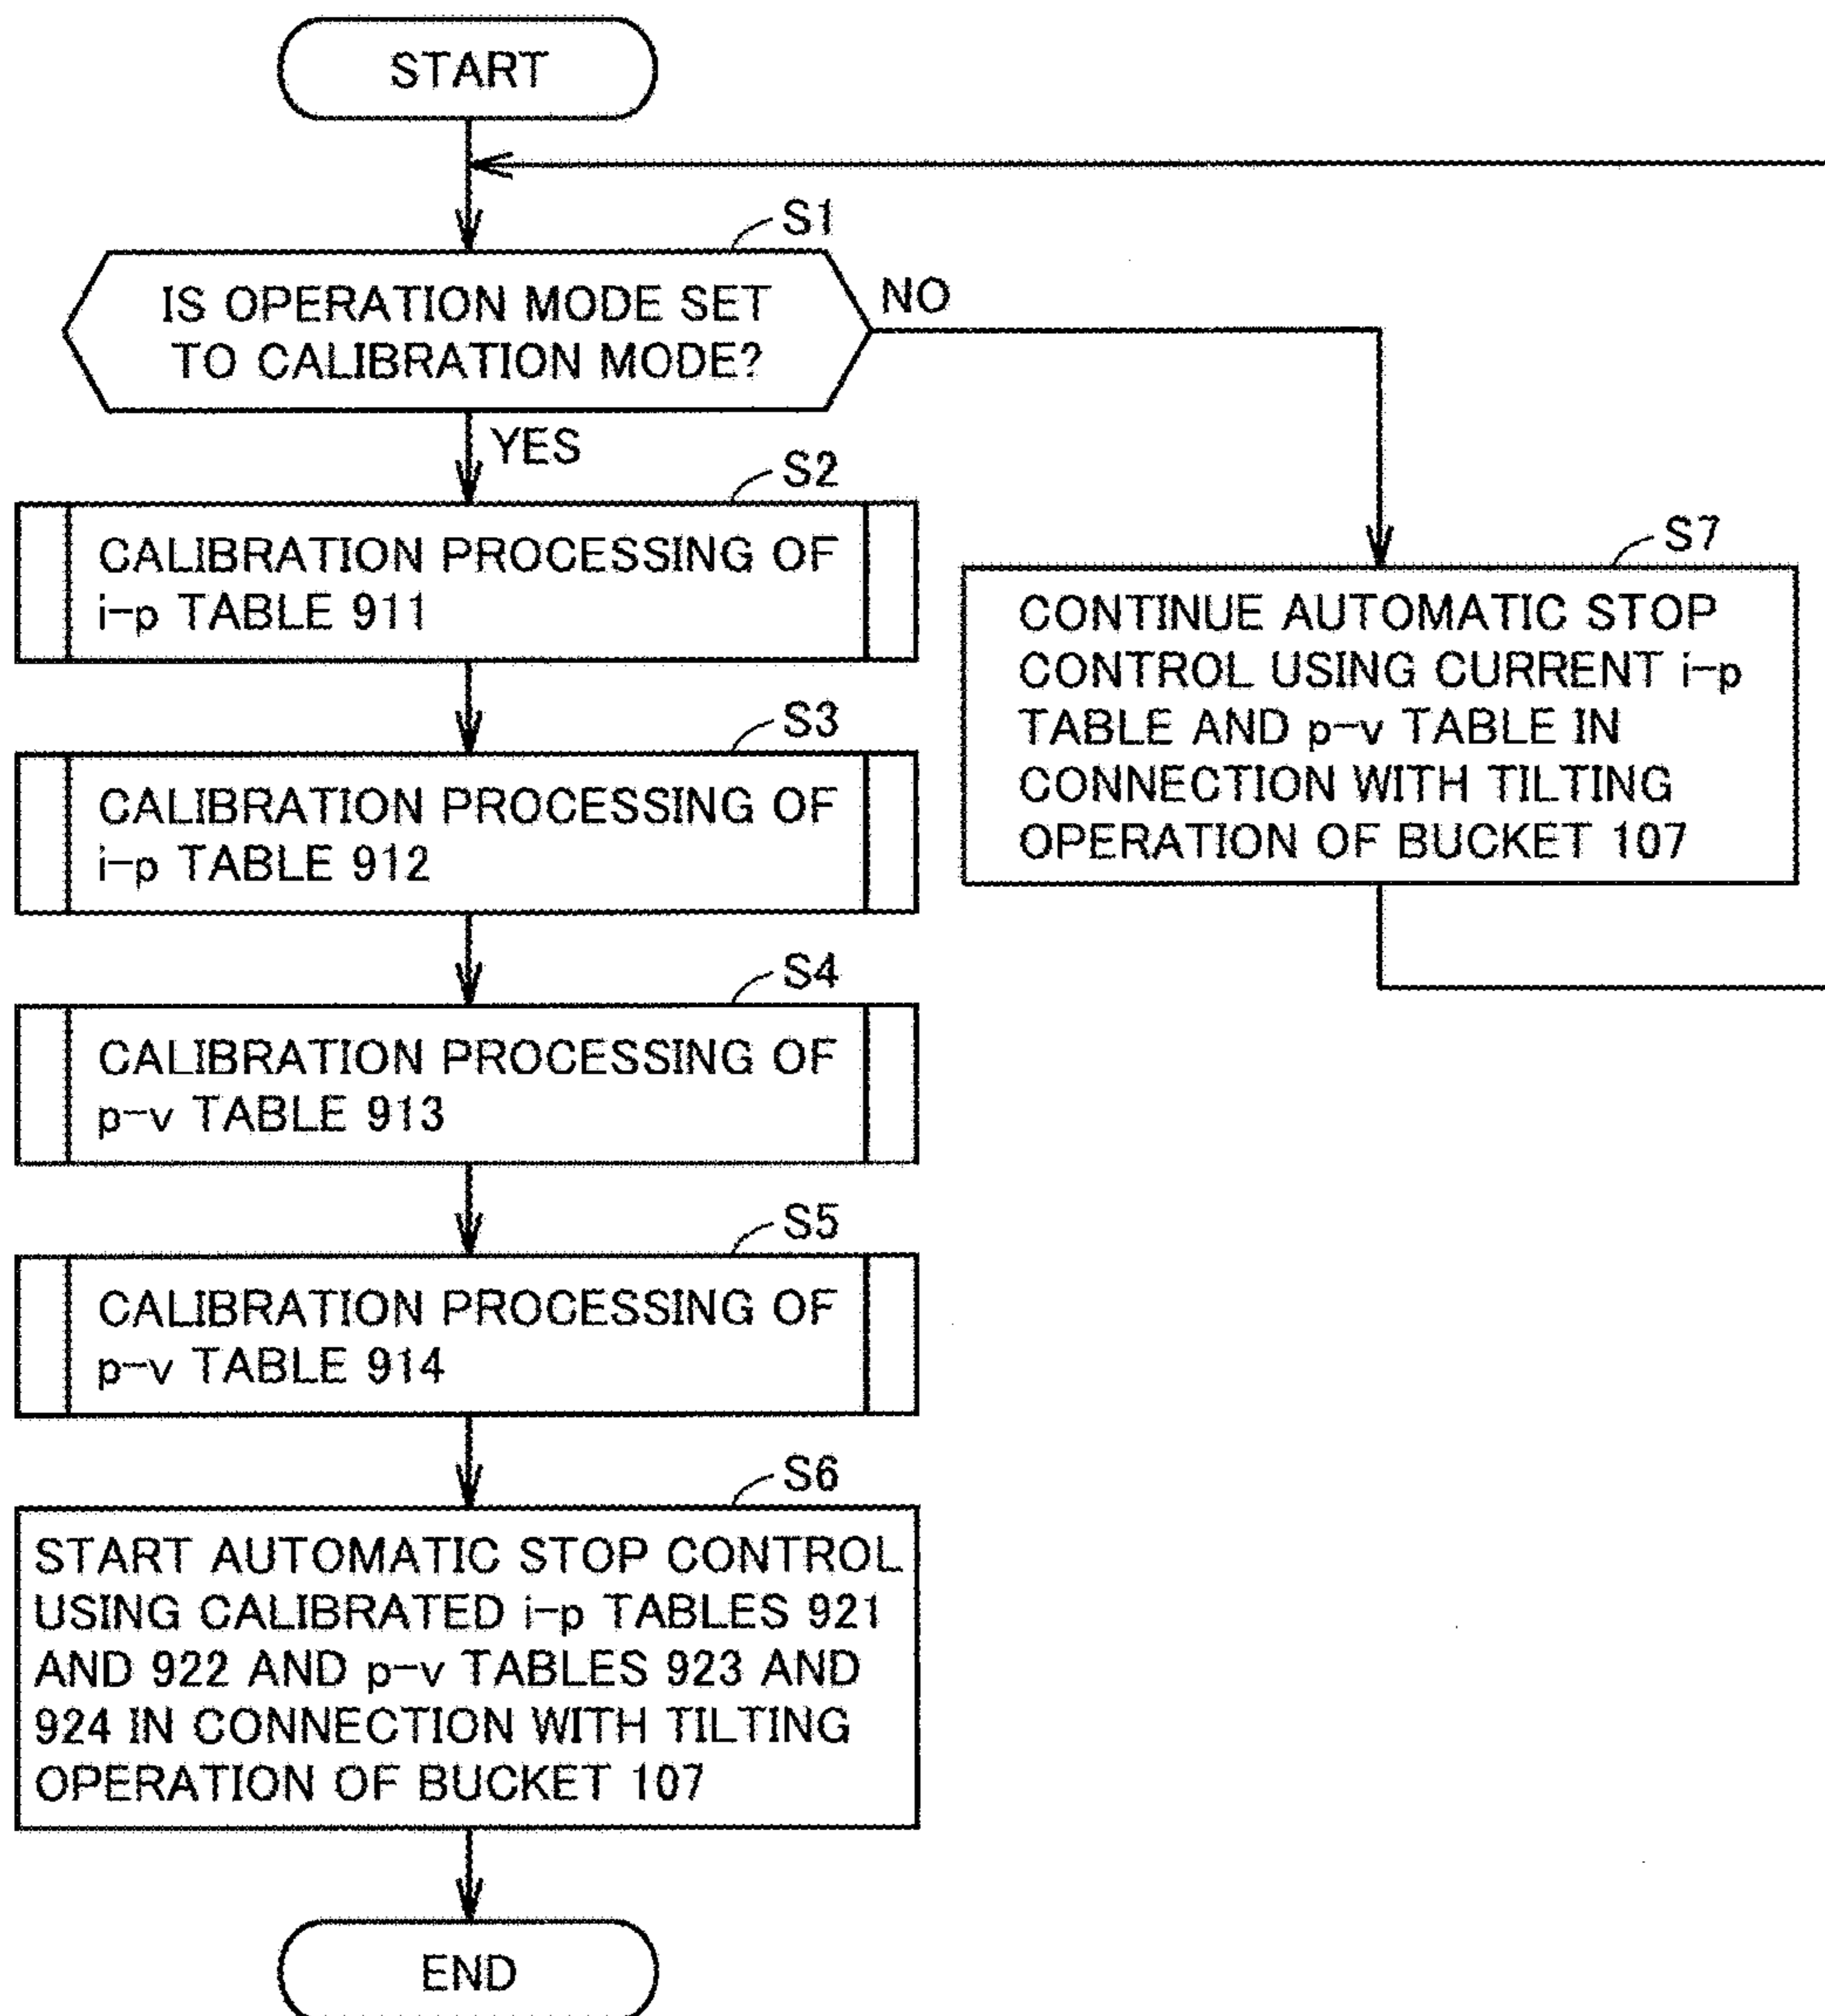 START
S1
IS OPERATION MODE SET
TO CALIBRATION MODE?
NO
YES
S2
CALIBRATION PROCESSING OF
i-p TABLE 911
S3
CALIBRATION PROCESSING OF
i-p TABLE 912
S4
CALIBRATION PROCESSING OF
p-v TABLE 913
S5
CALIBRATION PROCESSING OF
p-v TABLE 914
S6
START AUTOMATIC STOP CONTROL
USING CALIBRATED i-p TABLES 921
AND 922 AND p-v TABLES 923 AND
924 IN CONNECTION WITH TILTING
OPERATION OF BUCKET 107
END
S7
CONTINUE AUTOMATIC STOP
CONTROL USING CURRENT i-p
TABLE AND p-v TABLE IN
CONNECTION WITH TILTING
OPERATION OF BUCKET 107